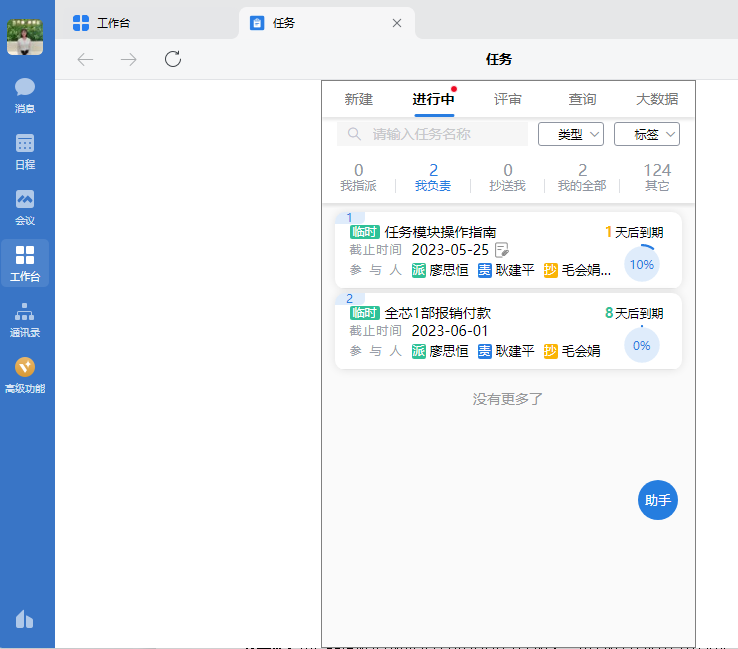 工作台
任务
任务
消息
日程
会议
工作台
通讯录
高级功能
新建 进行中 评审 查询 大数据
请输入任务名称 类型 标签
0 2 0 2 124
我指派 我负责 抄送我 我的全部 其它
1
临时 任务模块操作指南 1天后到期
截止时间 2023-05-25
10%
参与人 派 廖思恒 责 耿建平 抄 毛会娟...
2
临时 全芯1部报销付款 8天后到期
截止时间 2023-06-01
0%
参与人 派 廖思恒 责 耿建平 抄 毛会娟
没有更多了
助手